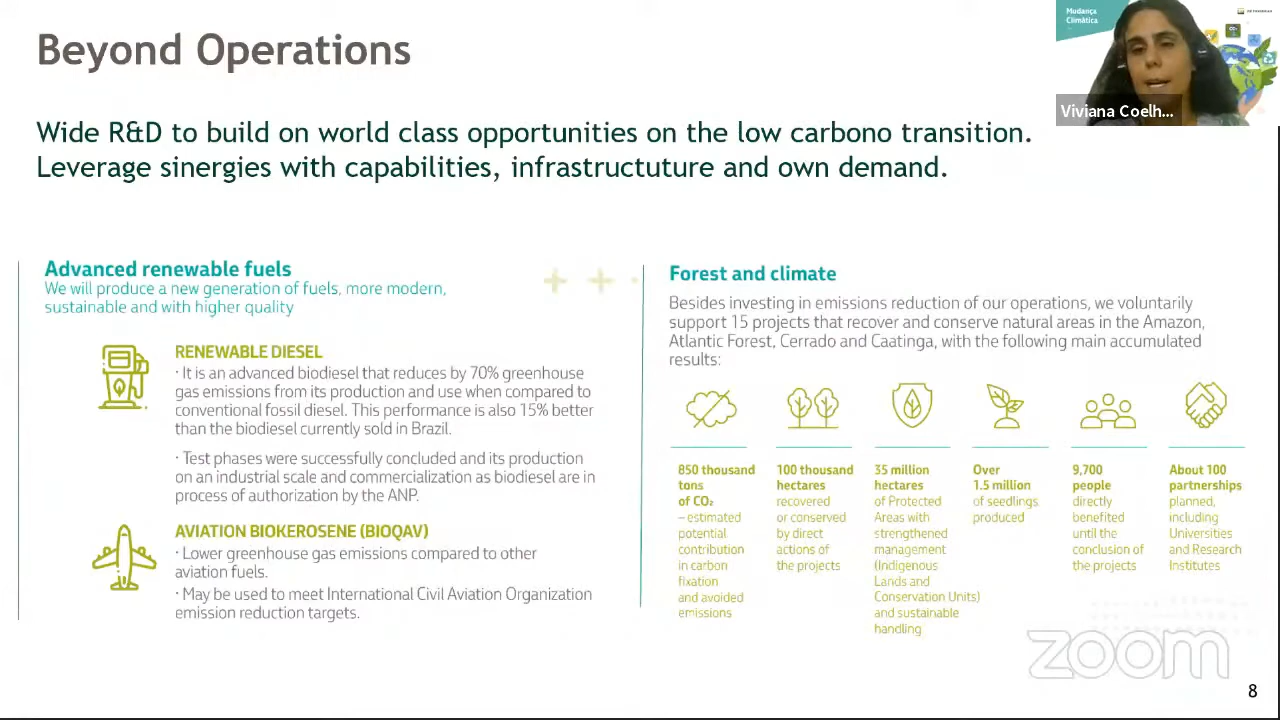 Beyond Operations
Mudança
Climática
Viviana Coelh...
Wide R&D to build on world class opportunities on the low carbono transition.
Leverage sinergies with capabilities, infrastructuture and own demand.
Advanced renewable fuels
We will produce a new generation of fuels, more modern,
sustainable and with higher quality
RENEWABLE DIESEL
· It is an advanced biodiesel that reduces by 70% greenhouse
gas emissions from its production and use when compared to
conventional fossil diesel. This performance is also 15% better
than the biodiesel currently sold in Brazil.
· Test phases were successfully concluded and its production
on an industrial scale and commercialization as biodiesel are in
process of authorization by the ANP.
AVIATION BIOKEROSENE (BIOQAV)
· Lower greenhouse gas emissions compared to other
aviation fuels.
· May be used to meet International Civil Aviation Organization
emission reduction targets.
Forest and climate
Besides investing in emissions reduction of our operations, we voluntarily
support 15 projects that recover and conserve natural areas in the Amazon,
Atlantic Forest, Cerrado and Caatinga, with the following main accumulated
results:
850 thousand
tons
of CO₂
– estimated
potential
contribution
in carbon
fixation
and avoided
emissions
100 thousand
hectares
recovered
or conserved
by direct
actions of
the projects
35 million
hectares
of Protected
Areas with
strengthened
management
(Indigenous
Lands and
Conservation Units)
and sustainable
handling
Over
1.5 million
of seedlings
produced
9,700
people
directly
benefited
until the
conclusion of
the projects
About 100
partnerships
planned,
including
Universities
and Research
Institutes
zoom
8